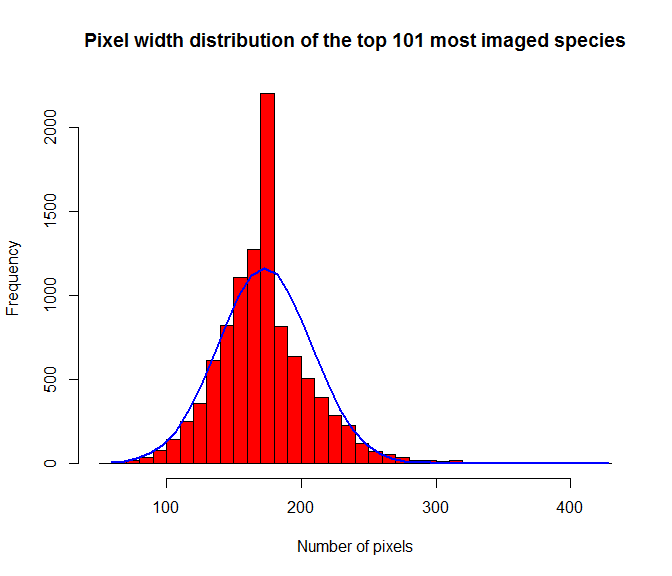 Pixel width distribution of the top 101 most imaged species
Frequency
2000
1500
1000
500
0
100 200 300 400
Number of pixels